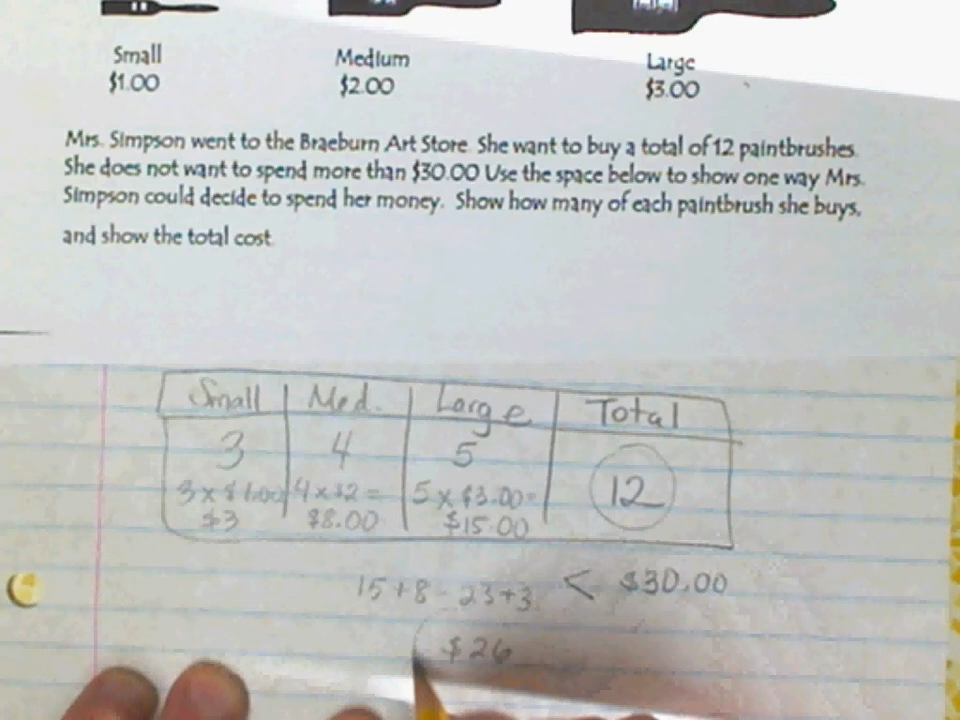 Small Medium Large
$1.00 $2.00 $3.00
Mrs. Simpson went to the Braeburn Art Store. She want to buy a total of 12 paintbrushes.
She does not want to spend more than $30.00 Use the space below to show one way Mrs.
Simpson could decide to spend her money. Show how many of each paintbrush she buys,
and show the total cost.
Small Med. Large Total
3 4 5 12
3 x $1.00 4 x $2 = 5 x $3.00=
$3 $8.00 $15.00
15 + 8 = 23 + 3 < $30.00
$26